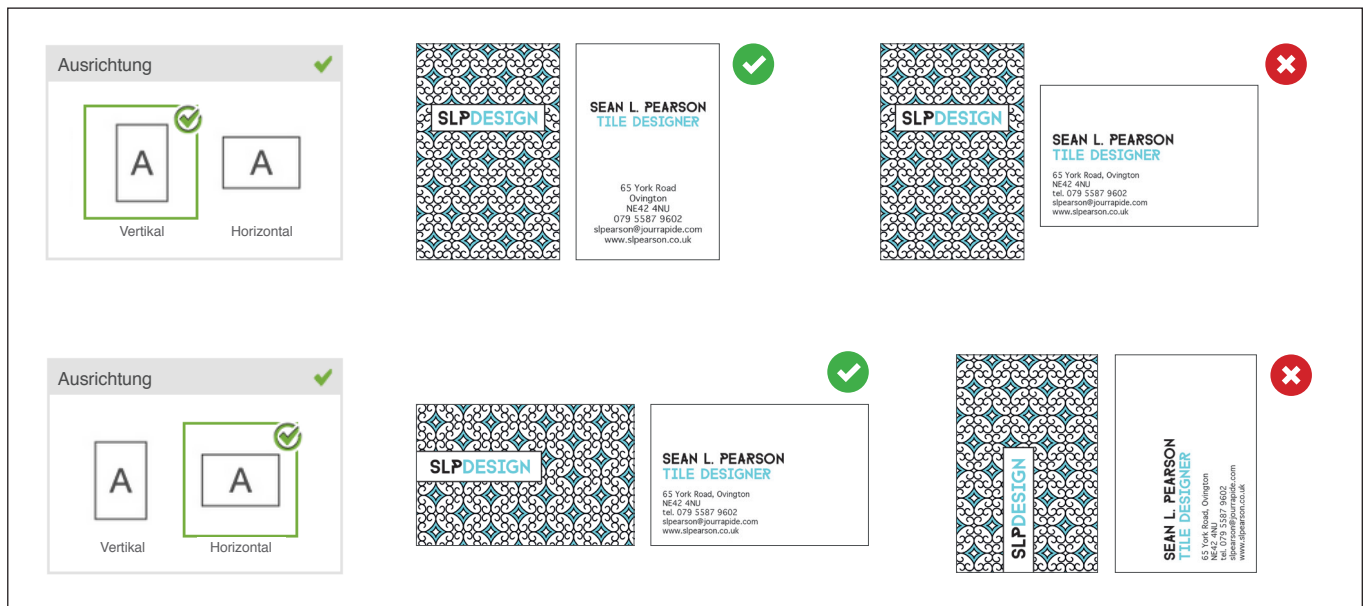 Ausrichtung
A
A
Vertikal
Horizontal
SLPDESIGN
SEAN L. PEARSON
TILE DESIGNER
65 York Road
Ovington
NE42 4NU
079 5587 9602
slpearson@jourrapide.com
www.slpearson.co.uk
SLPDESIGN
SEAN L. PEARSON
TILE DESIGNER
65 York Road, Ovington
NE42 4NU
tel. 079 5587 9602
slpearson@jourrapide.com
www.slpearson.co.uk
Ausrichtung
A
A
Vertikal
Horizontal
SLPDESIGN
SEAN L. PEARSON
TILE DESIGNER
65 York Road, Ovington
NE42 4NU
tel. 079 5587 9602
slpearson@jourrapide.com
www.slpearson.co.uk
SLPDESIGN
SEAN L. PEARSON
TILE DESIGNER
65 York Road, Ovington
NE42 4NU
tel. 079 5587 9602
slpearson@jourrapide.com
www.slpearson.co.uk